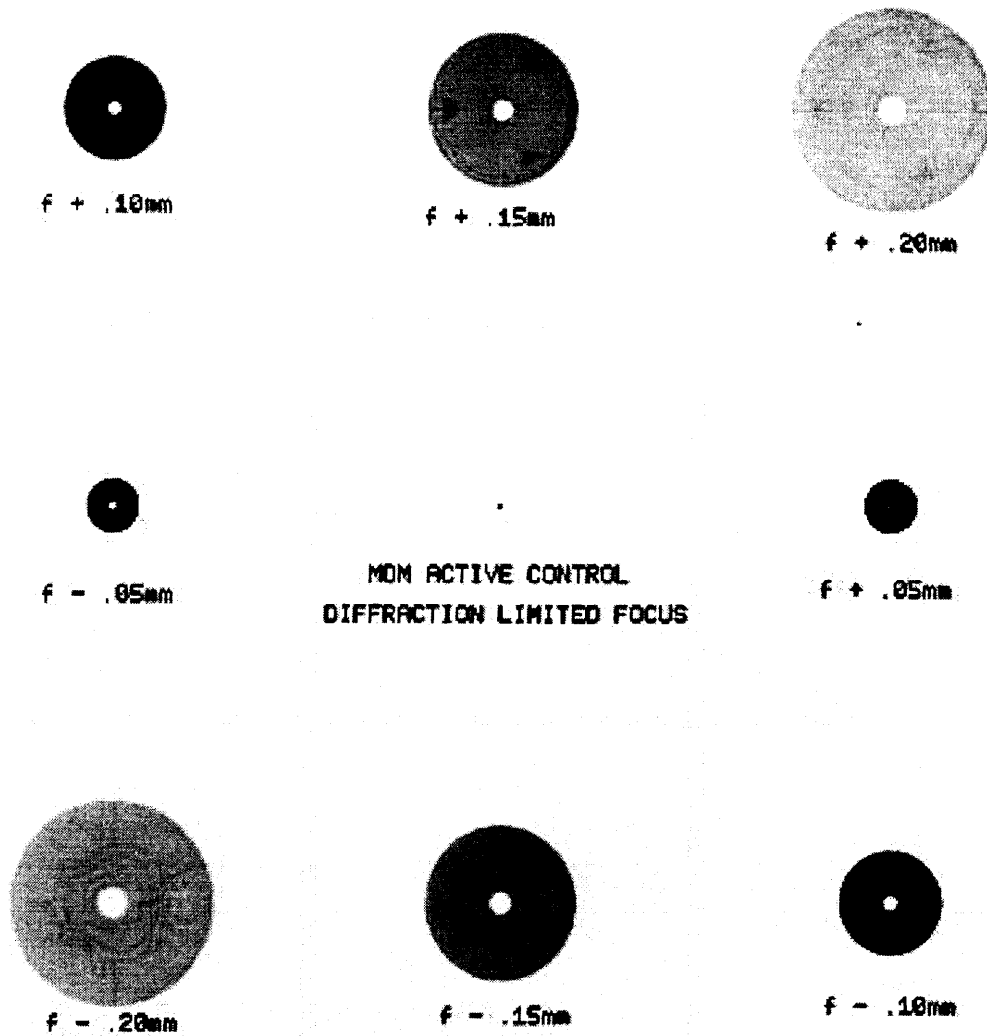 f + .10mm
f + .15mm
f + .20mm
f - .05mm
MDM ACTIVE CONTROL
DIFFRACTION LIMITED FOCUS
f + .05mm
f - .20mm
f - .15mm
f - .10mm